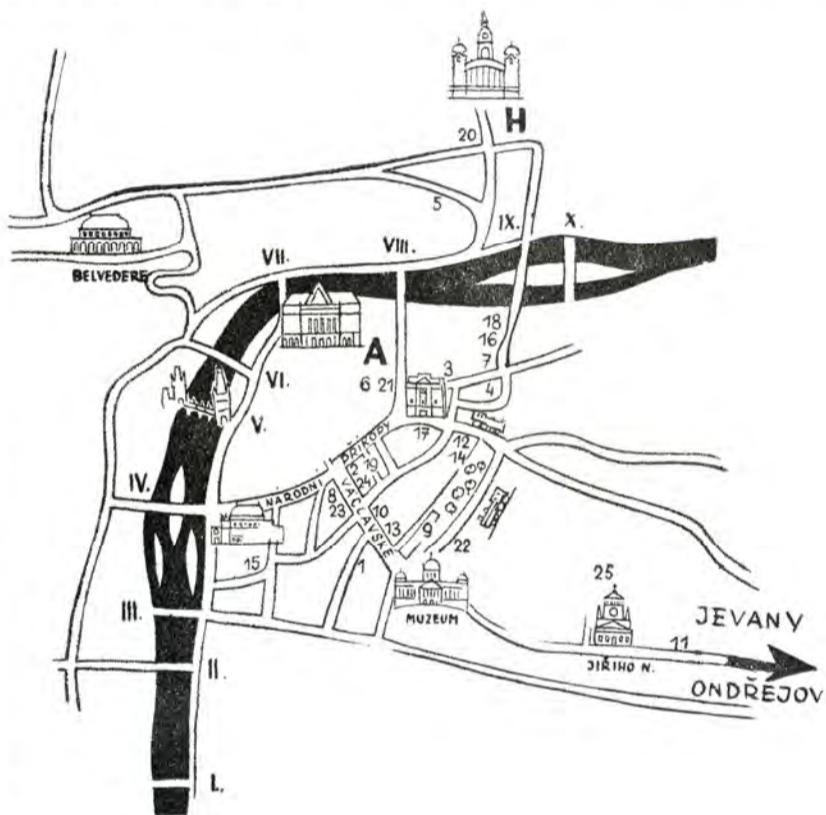 H
20
5
IX.
X.
BELVEDERE
VII.
VIII.
18
16
7
A
3
6 21
4
VI.
V.
17
12
14
PŘÍKOPY
2
19
24
IV.
NÁRODNÍ
VÁCLAVSKÉ
8
23
10
13
9
22
15
1
25
III.
MUZEUM
JEVANY
11
JIŘÍHO N.
II.
ONDŘEJOV
I.